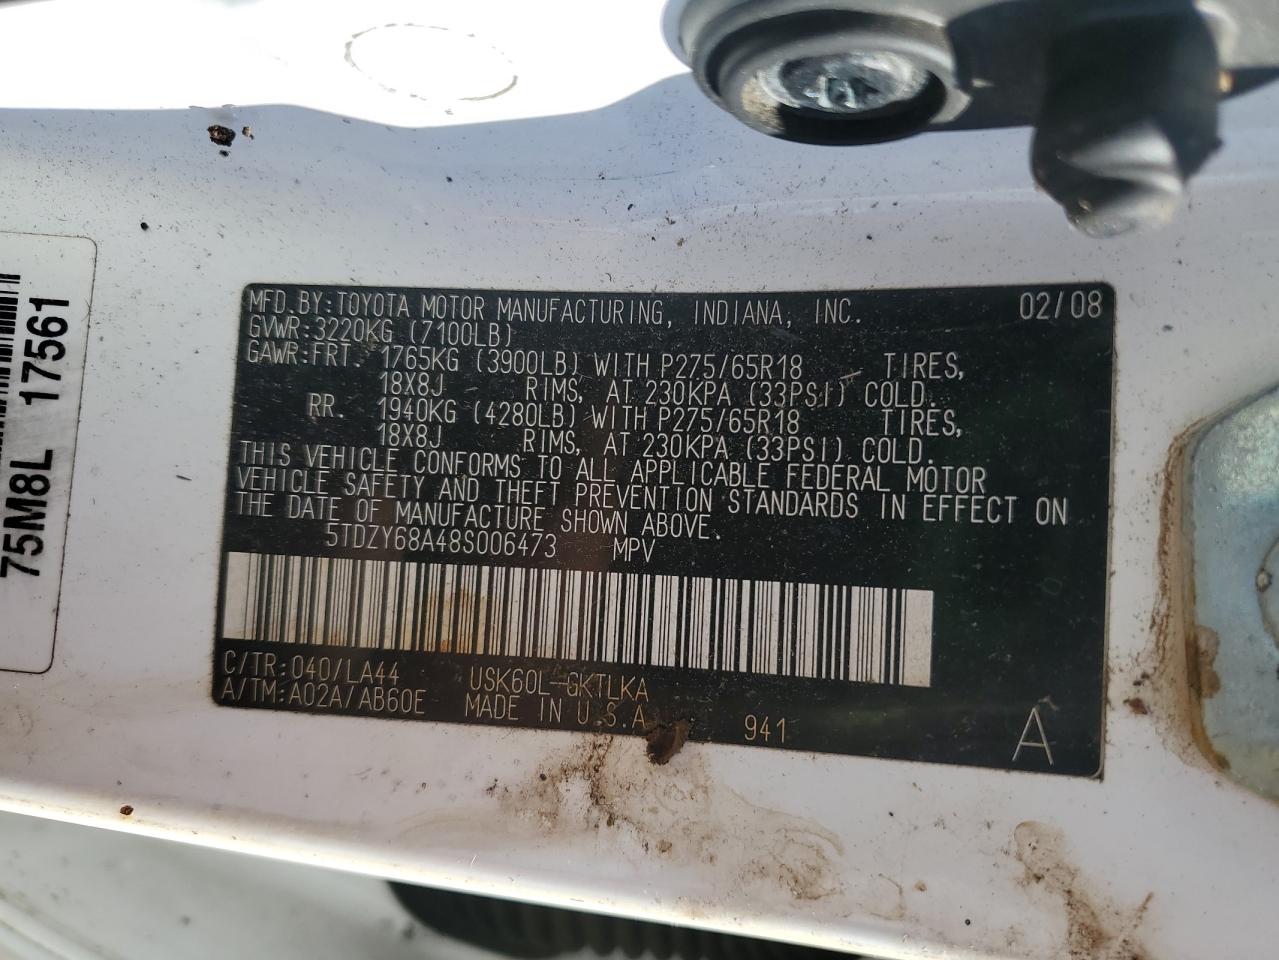 MFD.BY:TOYOTA MOTOR MANUFACTURING, INDIANA, INC. 02/08
GVWR:3220KG (7100LB)
GAWR:FRT. 1765KG (3900LB) WITH P275/65R18 TIRES,
18X8J RIMS, AT 230KPA (33PSI) COLD.
RR. 1940KG (4280LB) WITH P275/65R18 TIRES,
18X8J RIMS, AT 230KPA (33PSI) COLD.
THIS VEHICLE CONFORMS TO ALL APPLICABLE FEDERAL MOTOR
VEHICLE SAFETY AND THEFT PREVENTION STANDARDS IN EFFECT ON
THE DATE OF MANUFACTURE SHOWN ABOVE.
5TDZY68A48S006473 MPV
C/TR:040/LA44 USK60L-GKTLKA
A/TM:A02A/AB60E MADE IN U.S.A 941 A
75M8L 17561